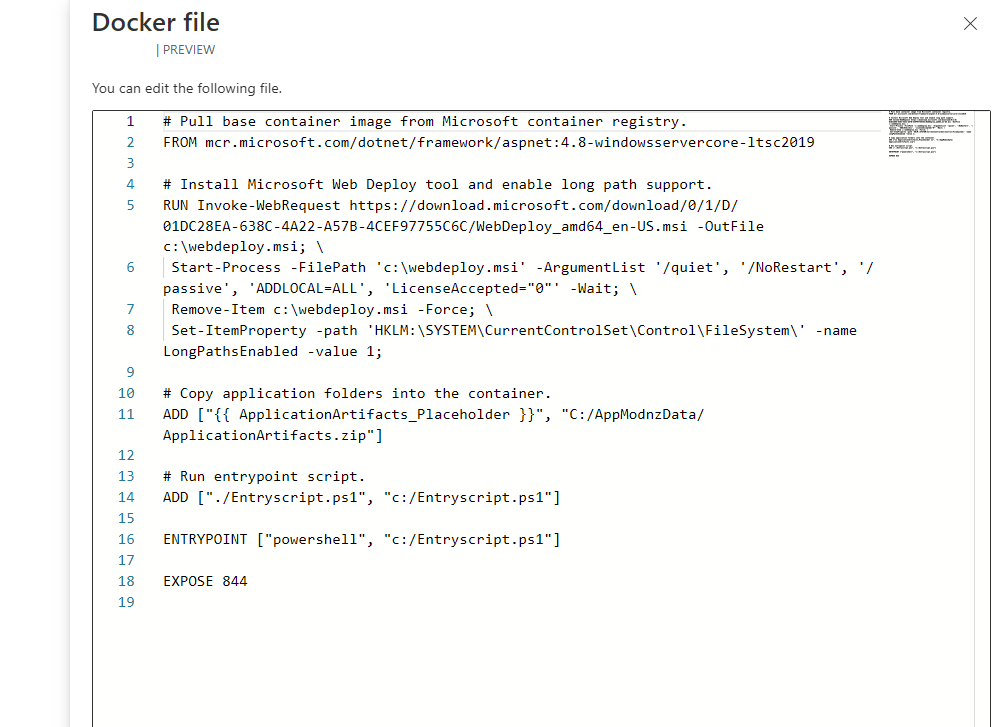 Docker file
| PREVIEW
You can edit the following file.
1 # Pull base container image from Microsoft container registry.
2 FROM mcr.microsoft.com/dotnet/framework/aspnet:4.8-windowsservercore-ltsc2019
3
4 # Install Microsoft Web Deploy tool and enable long path support.
5 RUN Invoke-WebRequest https://download.microsoft.com/download/0/1/D/
01DC28EA-638C-4A22-A57B-4CEF97755C6C/WebDeploy_amd64_en-US.msi -OutFile
c:\webdeploy.msi; \
6 Start-Process -FilePath 'c:\webdeploy.msi' -ArgumentList '/quiet', '/NoRestart', '/
passive', 'ADDLOCAL=ALL', 'LicenseAccepted="0"' -Wait; \
7 Remove-Item c:\webdeploy.msi -Force; \
8 Set-ItemProperty -path 'HKLM:\SYSTEM\CurrentControlSet\Control\FileSystem\' -name
LongPathsEnabled -value 1;
9
10 # Copy application folders into the container.
11 ADD ["{{ ApplicationArtifacts_Placeholder }}", "C:/AppModnzData/
ApplicationArtifacts.zip"]
12
13 # Run entrypoint script.
14 ADD ["./Entryscript.ps1", "c:/Entryscript.ps1"]
15
16 ENTRYPOINT ["powershell", "c:/Entryscript.ps1"]
17
18 EXPOSE 844
19